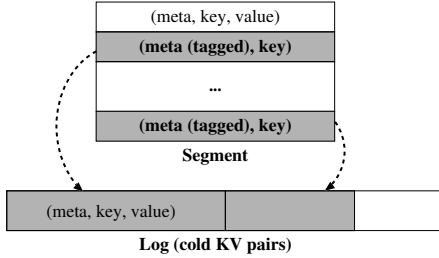 (meta, key, value)
(meta (tagged), key)
...
(meta (tagged), key)
Segment
(meta, key, value)
Log (cold KV pairs)